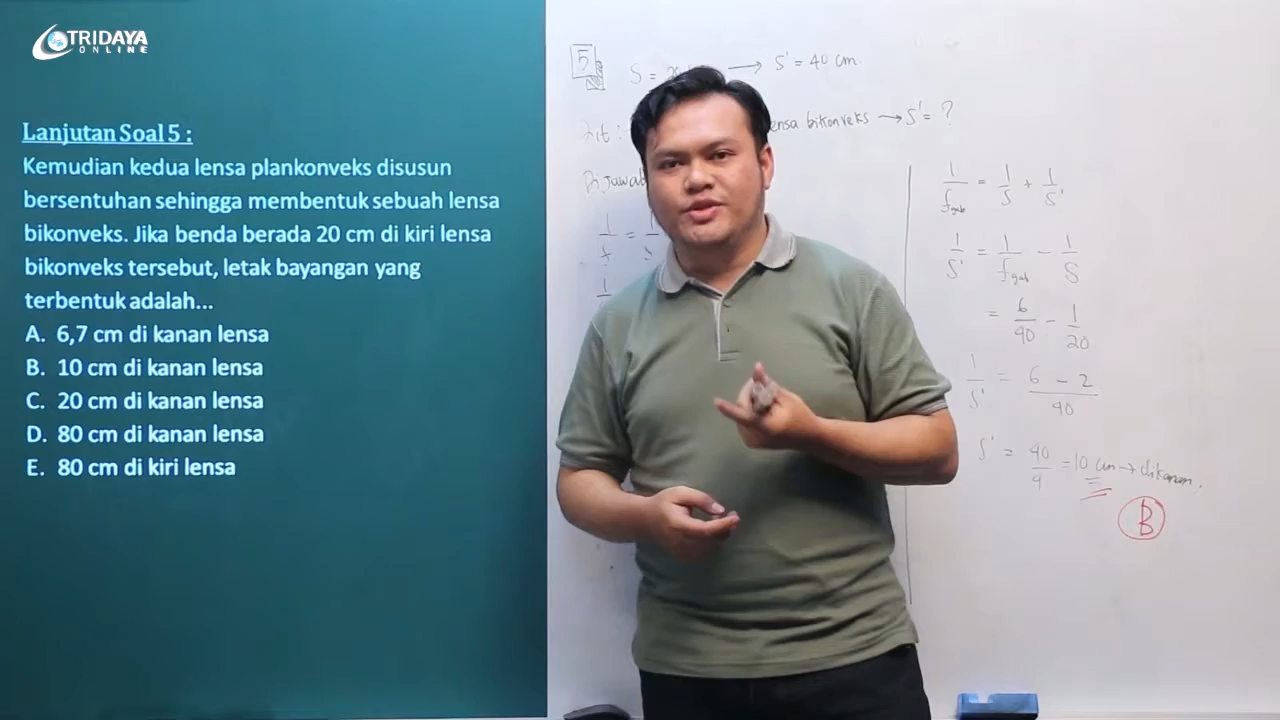 TRIDAYA
ONLINE
Lanjutan Soal 5 :
Kemudian kedua lensa plankonveks disusun
bersentuhan sehingga membentuk sebuah lensa
bikonveks. Jika benda berada 20 cm di kiri lensa
bikonveks tersebut, letak bayangan yang
terbentuk adalah...
A. 6,7 cm di kanan lensa
B. 10 cm di kanan lensa
C. 20 cm di kanan lensa
D. 80 cm di kanan lensa
E. 80 cm di kiri lensa
5
S = → S' = 40 cm.
lensa bikonveks → S' = ?
Dijawab
1/f = 1/s
1
1/fgab = 1/S + 1/S'
1/S' = 1/fgab - 1/S
= 6/40 - 1/20
1/S' = 6 - 2/40
S' = 40/4 = 10 cm → dikanan.
B